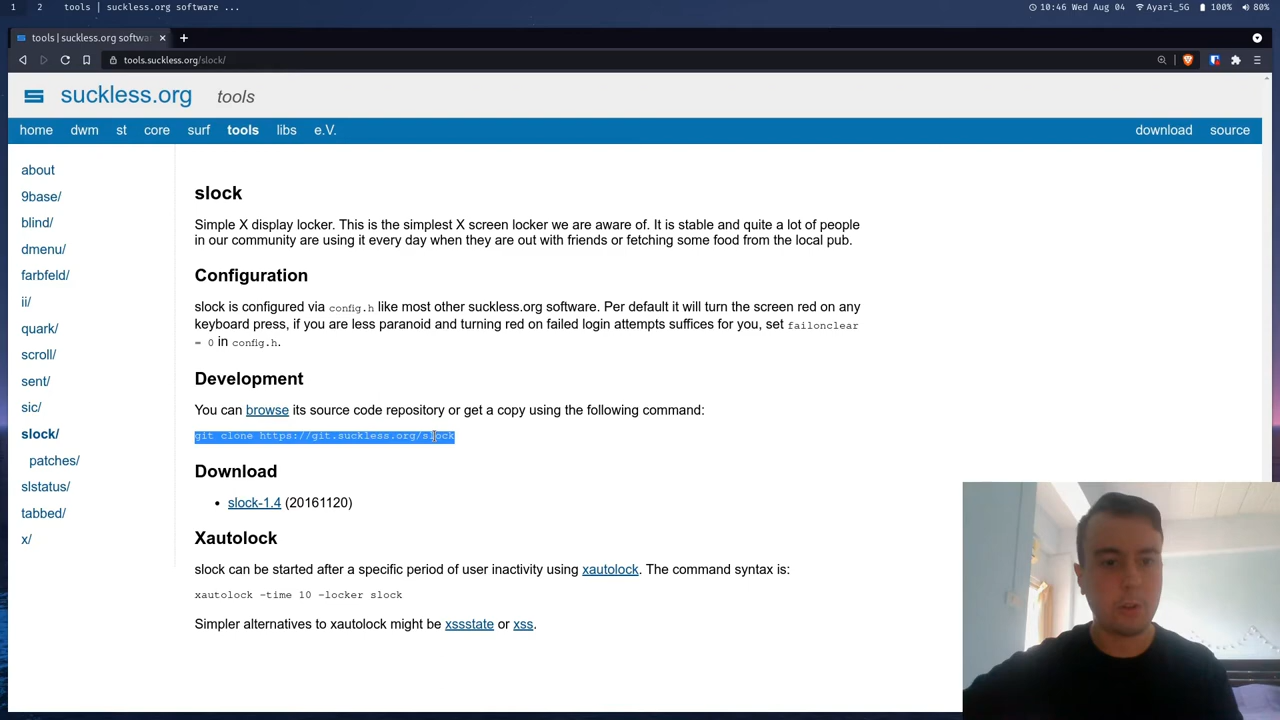 1 2 tools | suckless.org software ... 10:46 Wed Aug 04 Ayari_5G 100% 80%
tools | suckless.org softwa
tools.suckless.org/slock/
suckless.org tools
home dwm st core surf tools libs e.V. download source
about
9base/
blind/
dmenu/
farbfeld/
ii/
quark/
scroll/
sent/
sic/
slock/
patches/
slstatus/
tabbed/
x/
slock
Simple X display locker. This is the simplest X screen locker we are aware of. It is stable and quite a lot of people
in our community are using it every day when they are out with friends or fetching some food from the local pub.
Configuration
slock is configured via config.h like most other suckless.org software. Per default it will turn the screen red on any
keyboard press, if you are less paranoid and turning red on failed login attempts suffices for you, set failonclear
= 0 in config.h.
Development
You can browse its source code repository or get a copy using the following command:
git clone https://git.suckless.org/slock
Download
• slock-1.4 (20161120)
Xautolock
slock can be started after a specific period of user inactivity using xautolock. The command syntax is:
xautolock -time 10 -locker slock
Simpler alternatives to xautolock might be xssstate or xss.